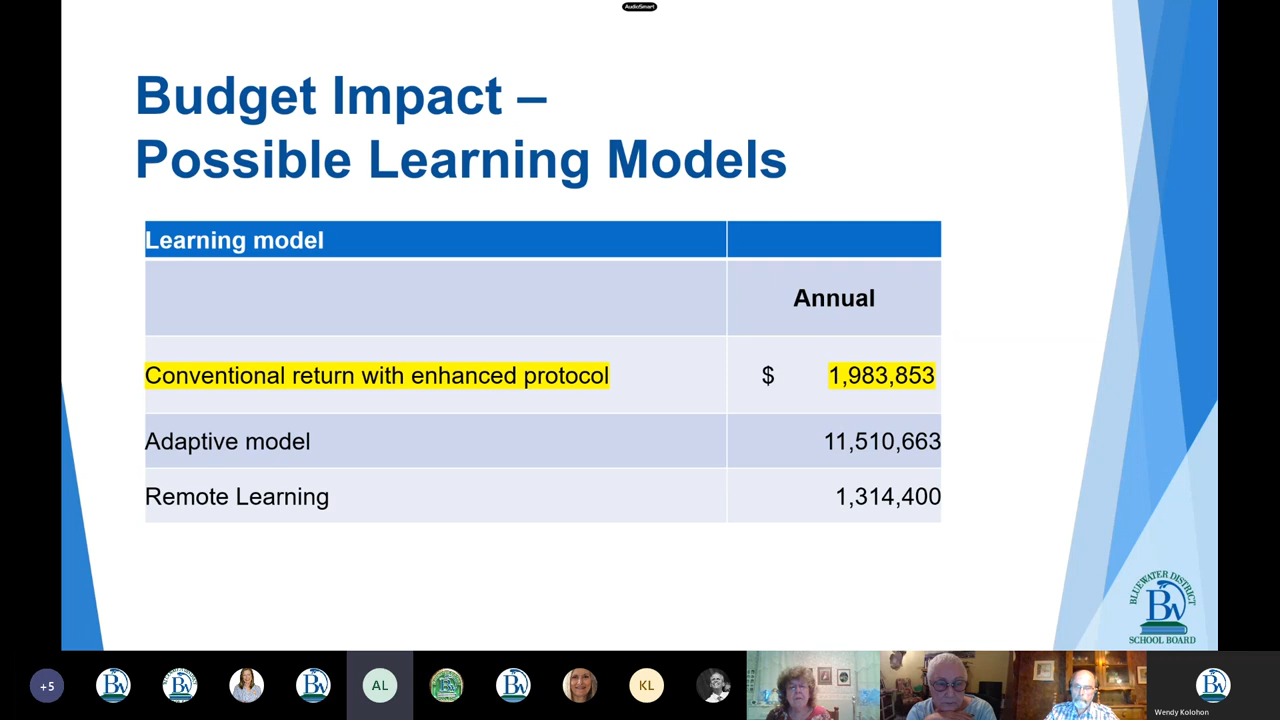 AudioSmart
Budget Impact –
Possible Learning Models
Learning model
Annual
Conventional return with enhanced protocol $ 1,983,853
Adaptive model 11,510,663
Remote Learning 1,314,400
BLUEWATER DISTRICT
BW
SCHOOL BOARD
+5
AL
KL
Wendy Kolohon